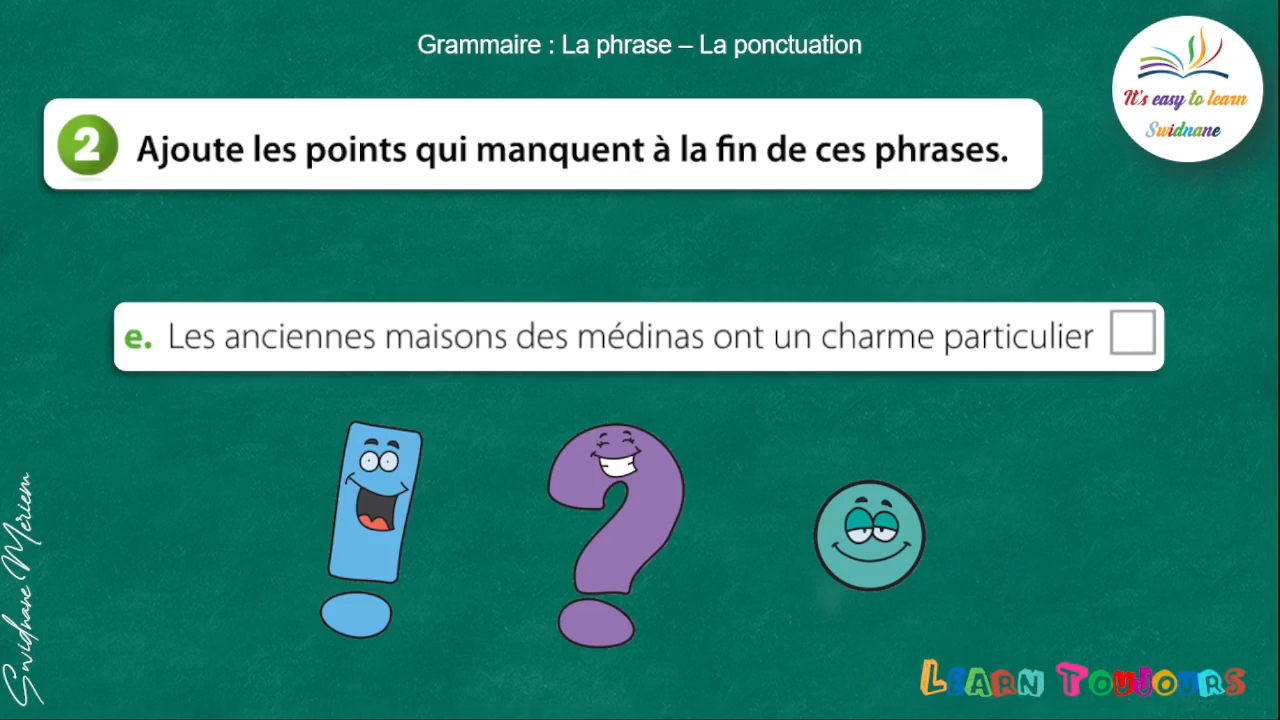 Grammaire : La phrase – La ponctuation
It's easy to learn
Swidnane
2 Ajoute les points qui manquent à la fin de ces phrases.
e. Les anciennes maisons des médinas ont un charme particulier
! ?
Swidnane Meriem
LEARN TOUJOURS